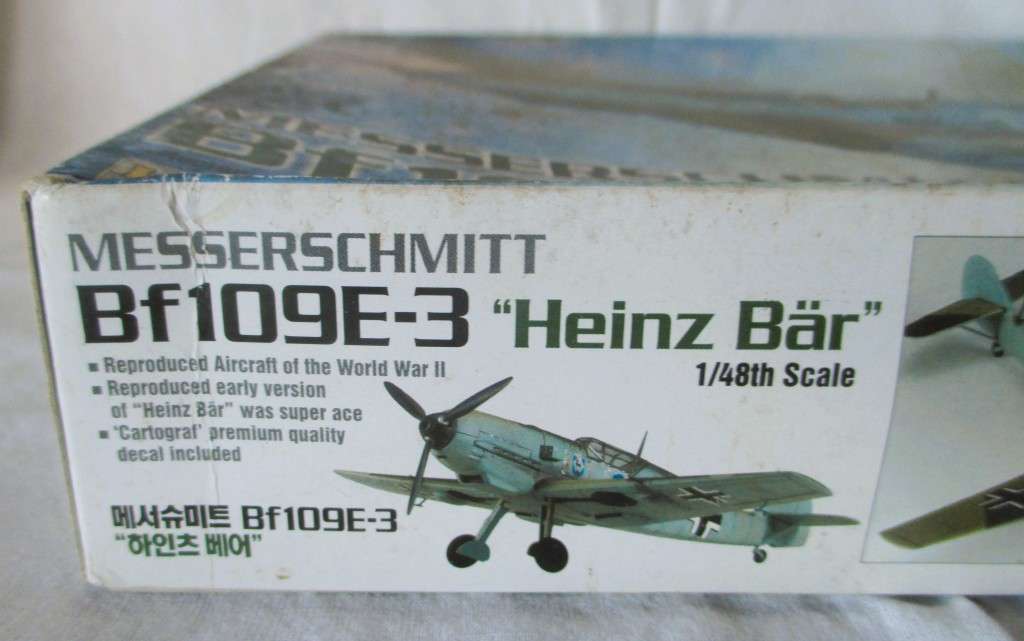 MESSERSCHMITT
Bf109E-3 “Heinz Bär”
1/48th Scale
▪ Reproduced Aircraft of the World War II
▪ Reproduced early version
of “Heinz Bär” was super ace
▪ ‘Cartograf’ premium quality
decal included
메서슈미트 Bf109E-3
“하인츠 베어”